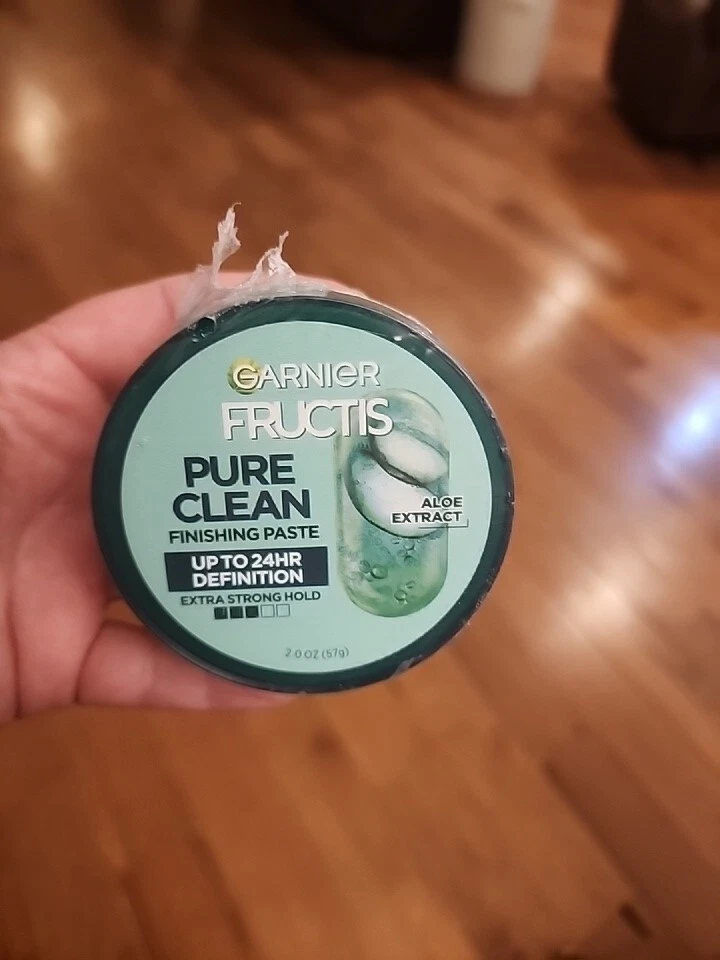 GARNIER
FRUCTIS
PURE
CLEAN
FINISHING PASTE
UP TO 24HR
DEFINITION
EXTRA STRONG HOLD
ALOE
EXTRACT
2.0 OZ (57g)